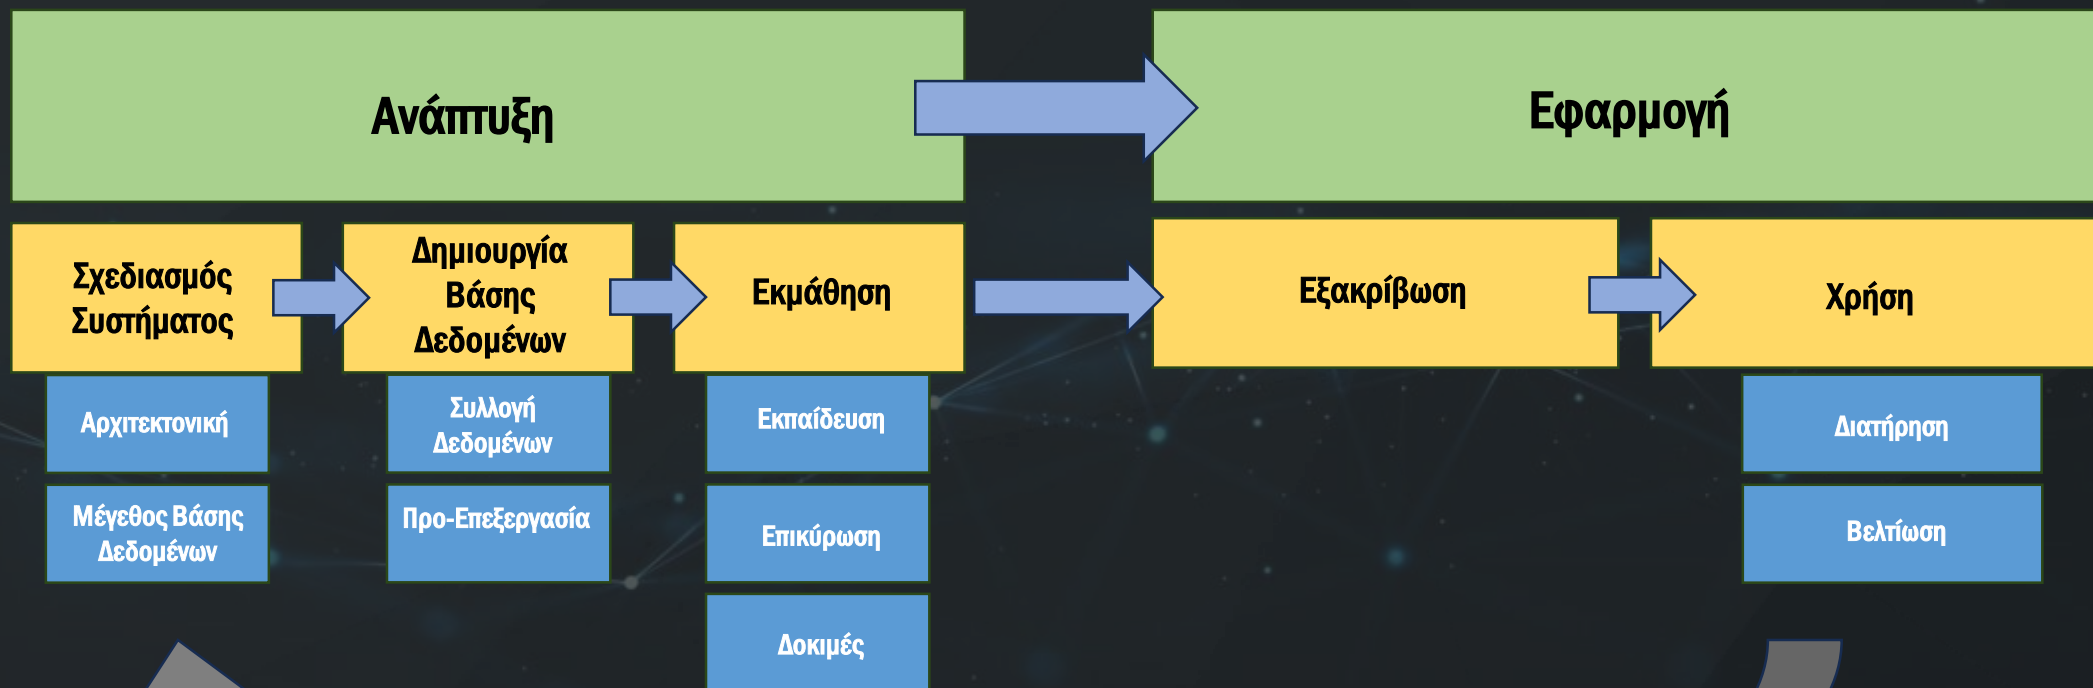 Ανάπτυξη
Εφαρμογή
Σχεδιασμός
Συστήματος
Δημιουργία
Βάσης
Δεδομένων
Εκμάθηση
Εξακρίβωση
Χρήση
Αρχιτεκτονική
Μέγεθος Βάσης
Δεδομένων
Συλλογή
Δεδομένων
Προ-Επεξεργασία
Εκπαίδευση
Επικύρωση
Δοκιμές
Διατήρηση
Βελτίωση